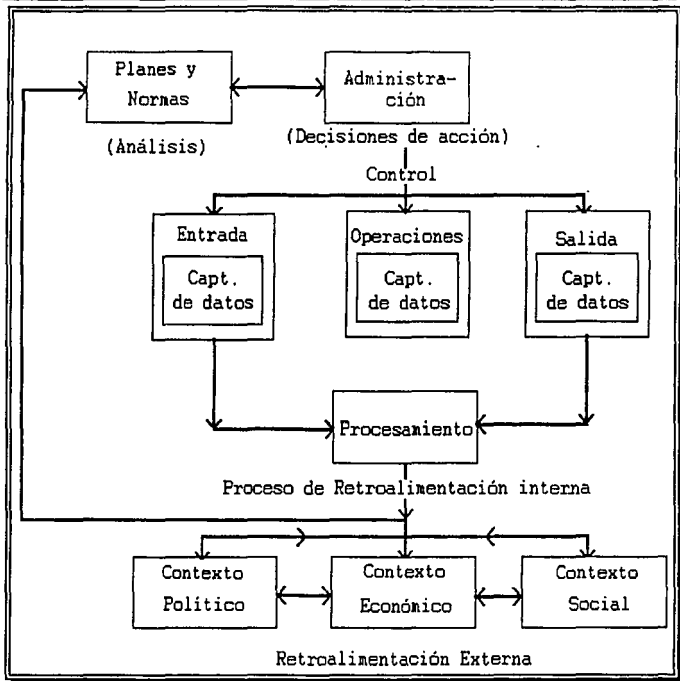 Planes y
Normas
Administra-
ción
(Análisis)
(Decisiones de acción)
Control
Entrada
Capt.
de datos
Operaciones
Capt.
de datos
Salida
Capt.
de datos
Procesamiento
Proceso de Retroalimentación interna
Contexto
Político
Contexto
Económico
Contexto
Social
Retroalimentación Externa